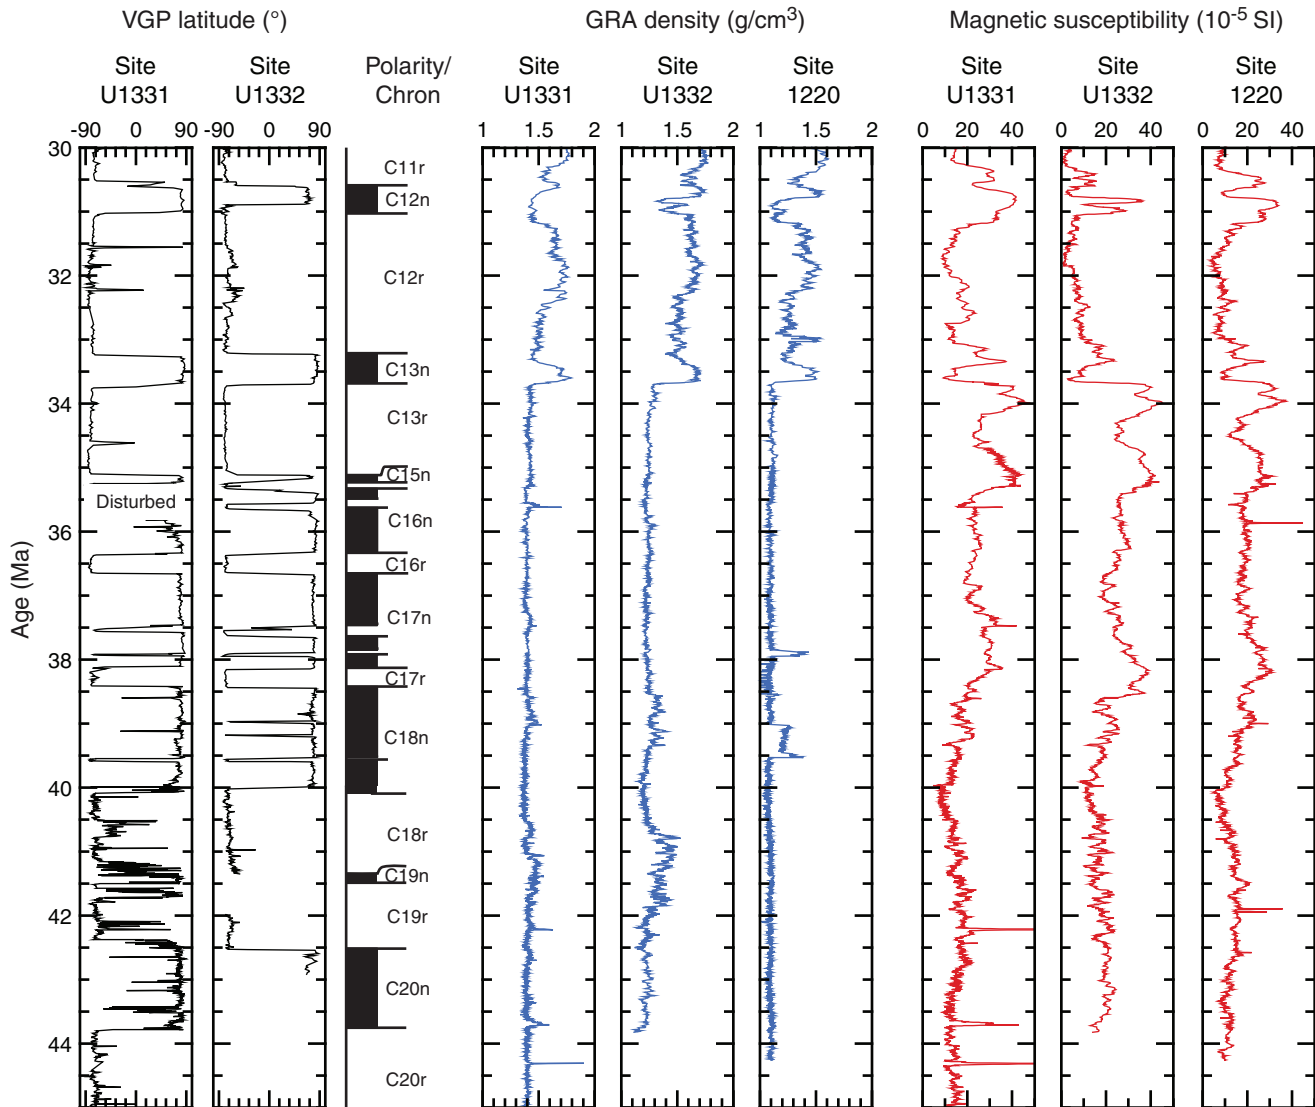 VGP latitude (°) GRA density (g/cm³) Magnetic susceptibility (10⁻⁵ SI)
Site Site Polarity/ Site Site Site Site Site Site
U1331 U1332 Chron U1331 U1332 1220 U1331 U1332 1220
-90 0 90 -90 0 90 1 1.5 2 1 1.5 2 1 1.5 2 0 20 40 0 20 40 0 20 40
30
C11r
C12n
32
C12r
C13n
34
C13r
C15n
Disturbed
C16n
36
C16r
Age (Ma)
C17n
38
C17r
C18n
40
C18r
C19n
42
C19r
C20n
44
C20r